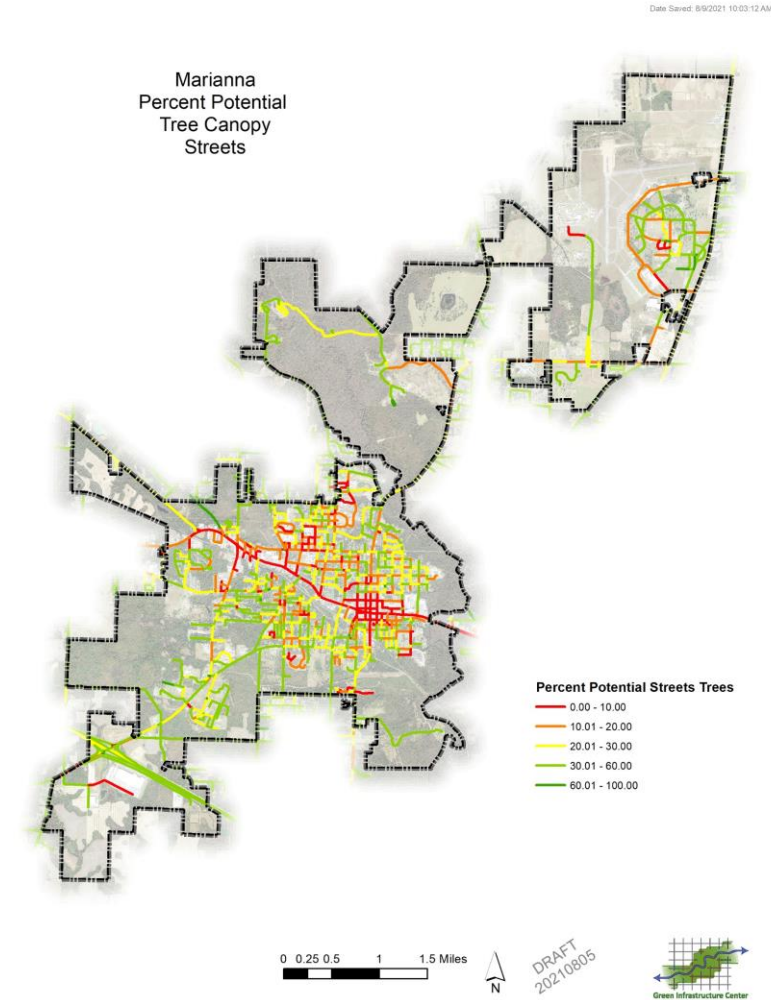 Date Saved: 8/9/2021 10:03:12 AM
Marianna
Percent Potential
Tree Canopy
Streets
Percent Potential Streets Trees
0.00 - 10.00
10.01 - 20.00
20.01 - 30.00
30.01 - 60.00
60.01 - 100.00
0 0.25 0.5 1 1.5 Miles
N
DRAFT
20210805
Green Infrastructure Center